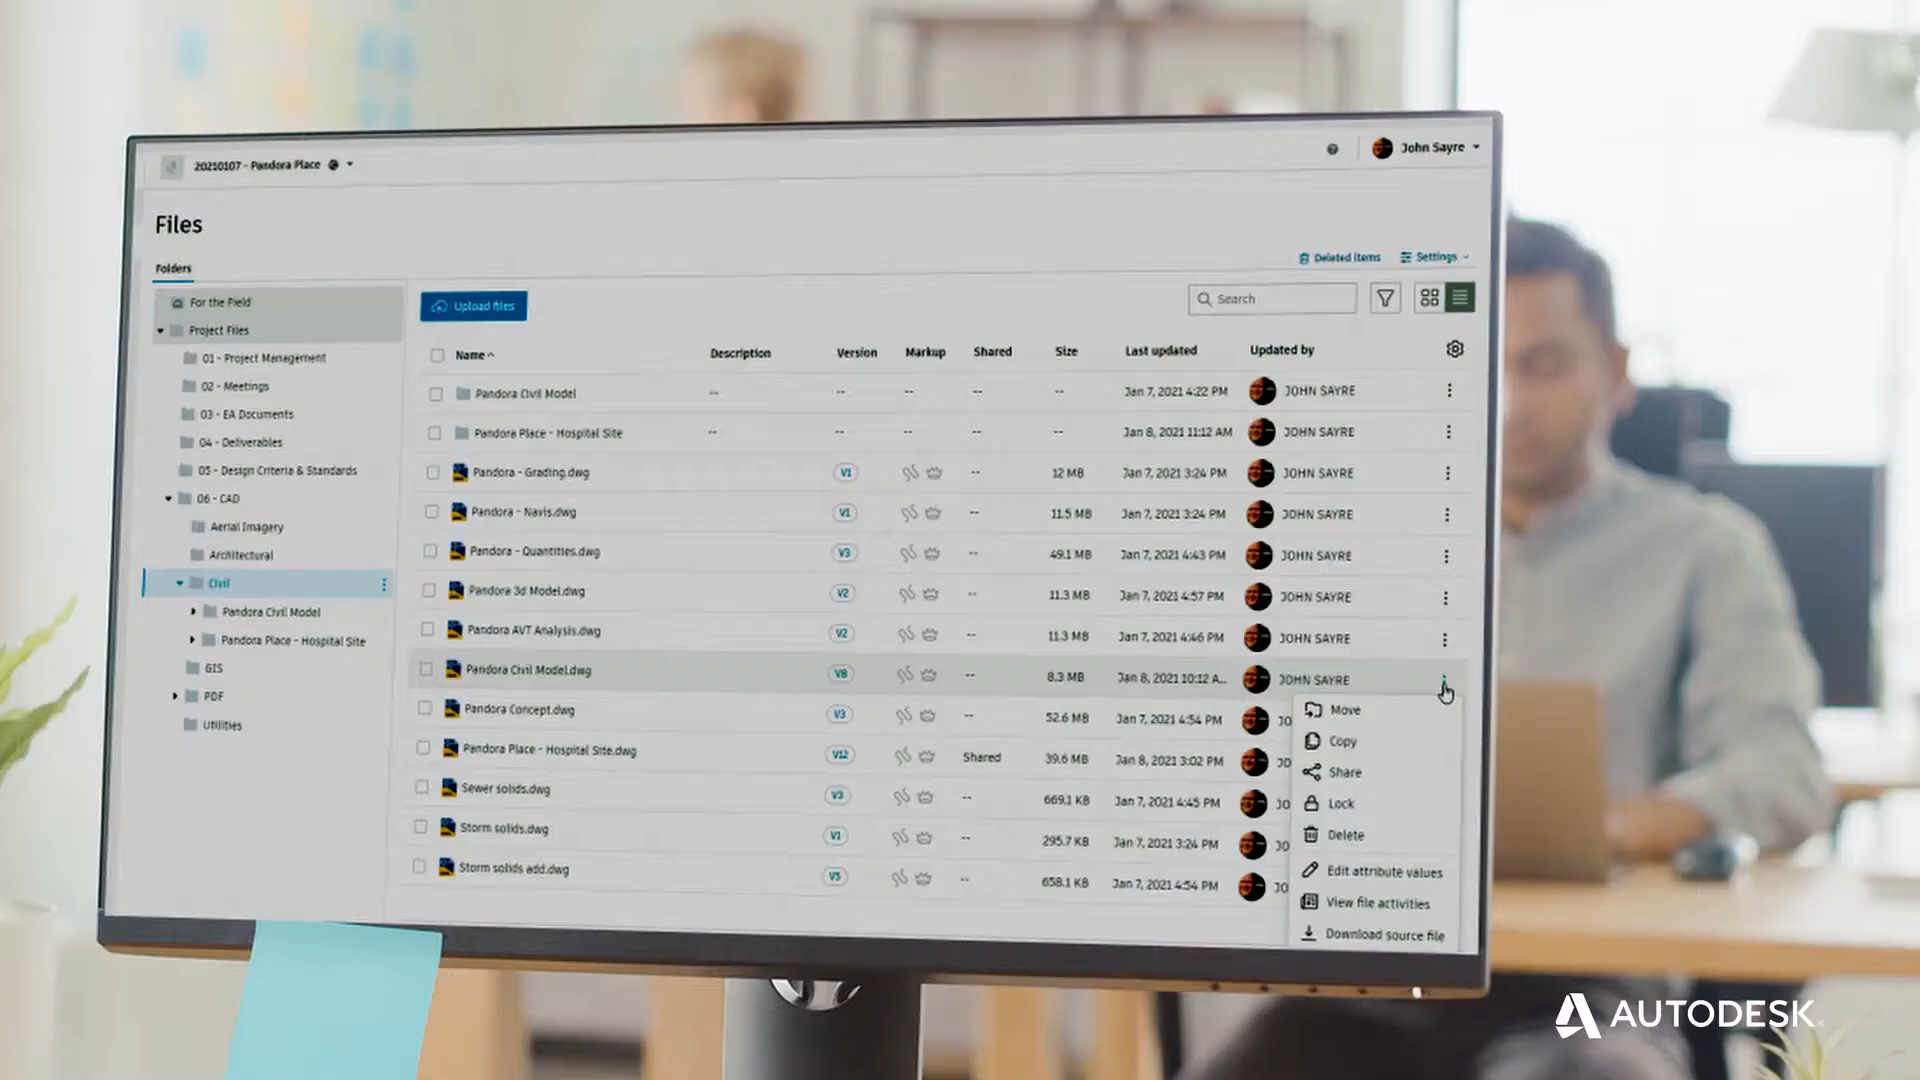 20210107 - Pandora Place
John Sayre
Files
Deleted items Settings
Folders
Upload files
Search
For the Field
Project Files
01 - Project Management
02 - Meetings
03 - EA Documents
04 - Deliverables
05 - Design Criteria & Standards
06 - CAD
Aerial Imagery
Architectural
Civil
Pandora Civil Model
Pandora Place - Hospital Site
GIS
PDF
Utilities
Name Description Version Markup Shared Size Last updated Updated by
Pandora Civil Model -- -- -- -- -- Jan 7, 2021 4:22 PM JOHN SAYRE
Pandora Place - Hospital Site -- -- -- -- -- Jan 8, 2021 11:12 AM JOHN SAYRE
Pandora - Grading.dwg V1 -- 12 MB Jan 7, 2021 3:24 PM JOHN SAYRE
Pandora - Navis.dwg V1 -- 11.5 MB Jan 7, 2021 3:24 PM JOHN SAYRE
Pandora - Quantities.dwg V3 -- 49.1 MB Jan 7, 2021 4:43 PM JOHN SAYRE
Pandora 3d Model.dwg V2 -- 11.3 MB Jan 7, 2021 4:57 PM JOHN SAYRE
Pandora AVT Analysis.dwg V2 -- 11.3 MB Jan 7, 2021 4:46 PM JOHN SAYRE
Pandora Civil Model.dwg V8 -- 8.3 MB Jan 8, 2021 10:12 A... JOHN SAYRE
Pandora Concept.dwg V3 -- 52.6 MB Jan 7, 2021 4:54 PM JO
Pandora Place - Hospital Site.dwg V12 Shared 39.6 MB Jan 8, 2021 3:02 PM JO
Sewer solids.dwg V3 -- 669.1 KB Jan 7, 2021 4:45 PM JO
Storm solids.dwg V1 -- 295.7 KB Jan 7, 2021 3:24 PM JO
Storm solids add.dwg V5 -- 658.1 KB Jan 7, 2021 4:54 PM JO
Move
Copy
Share
Lock
Delete
Edit attribute values
View file activities
Download source file
AUTODESK